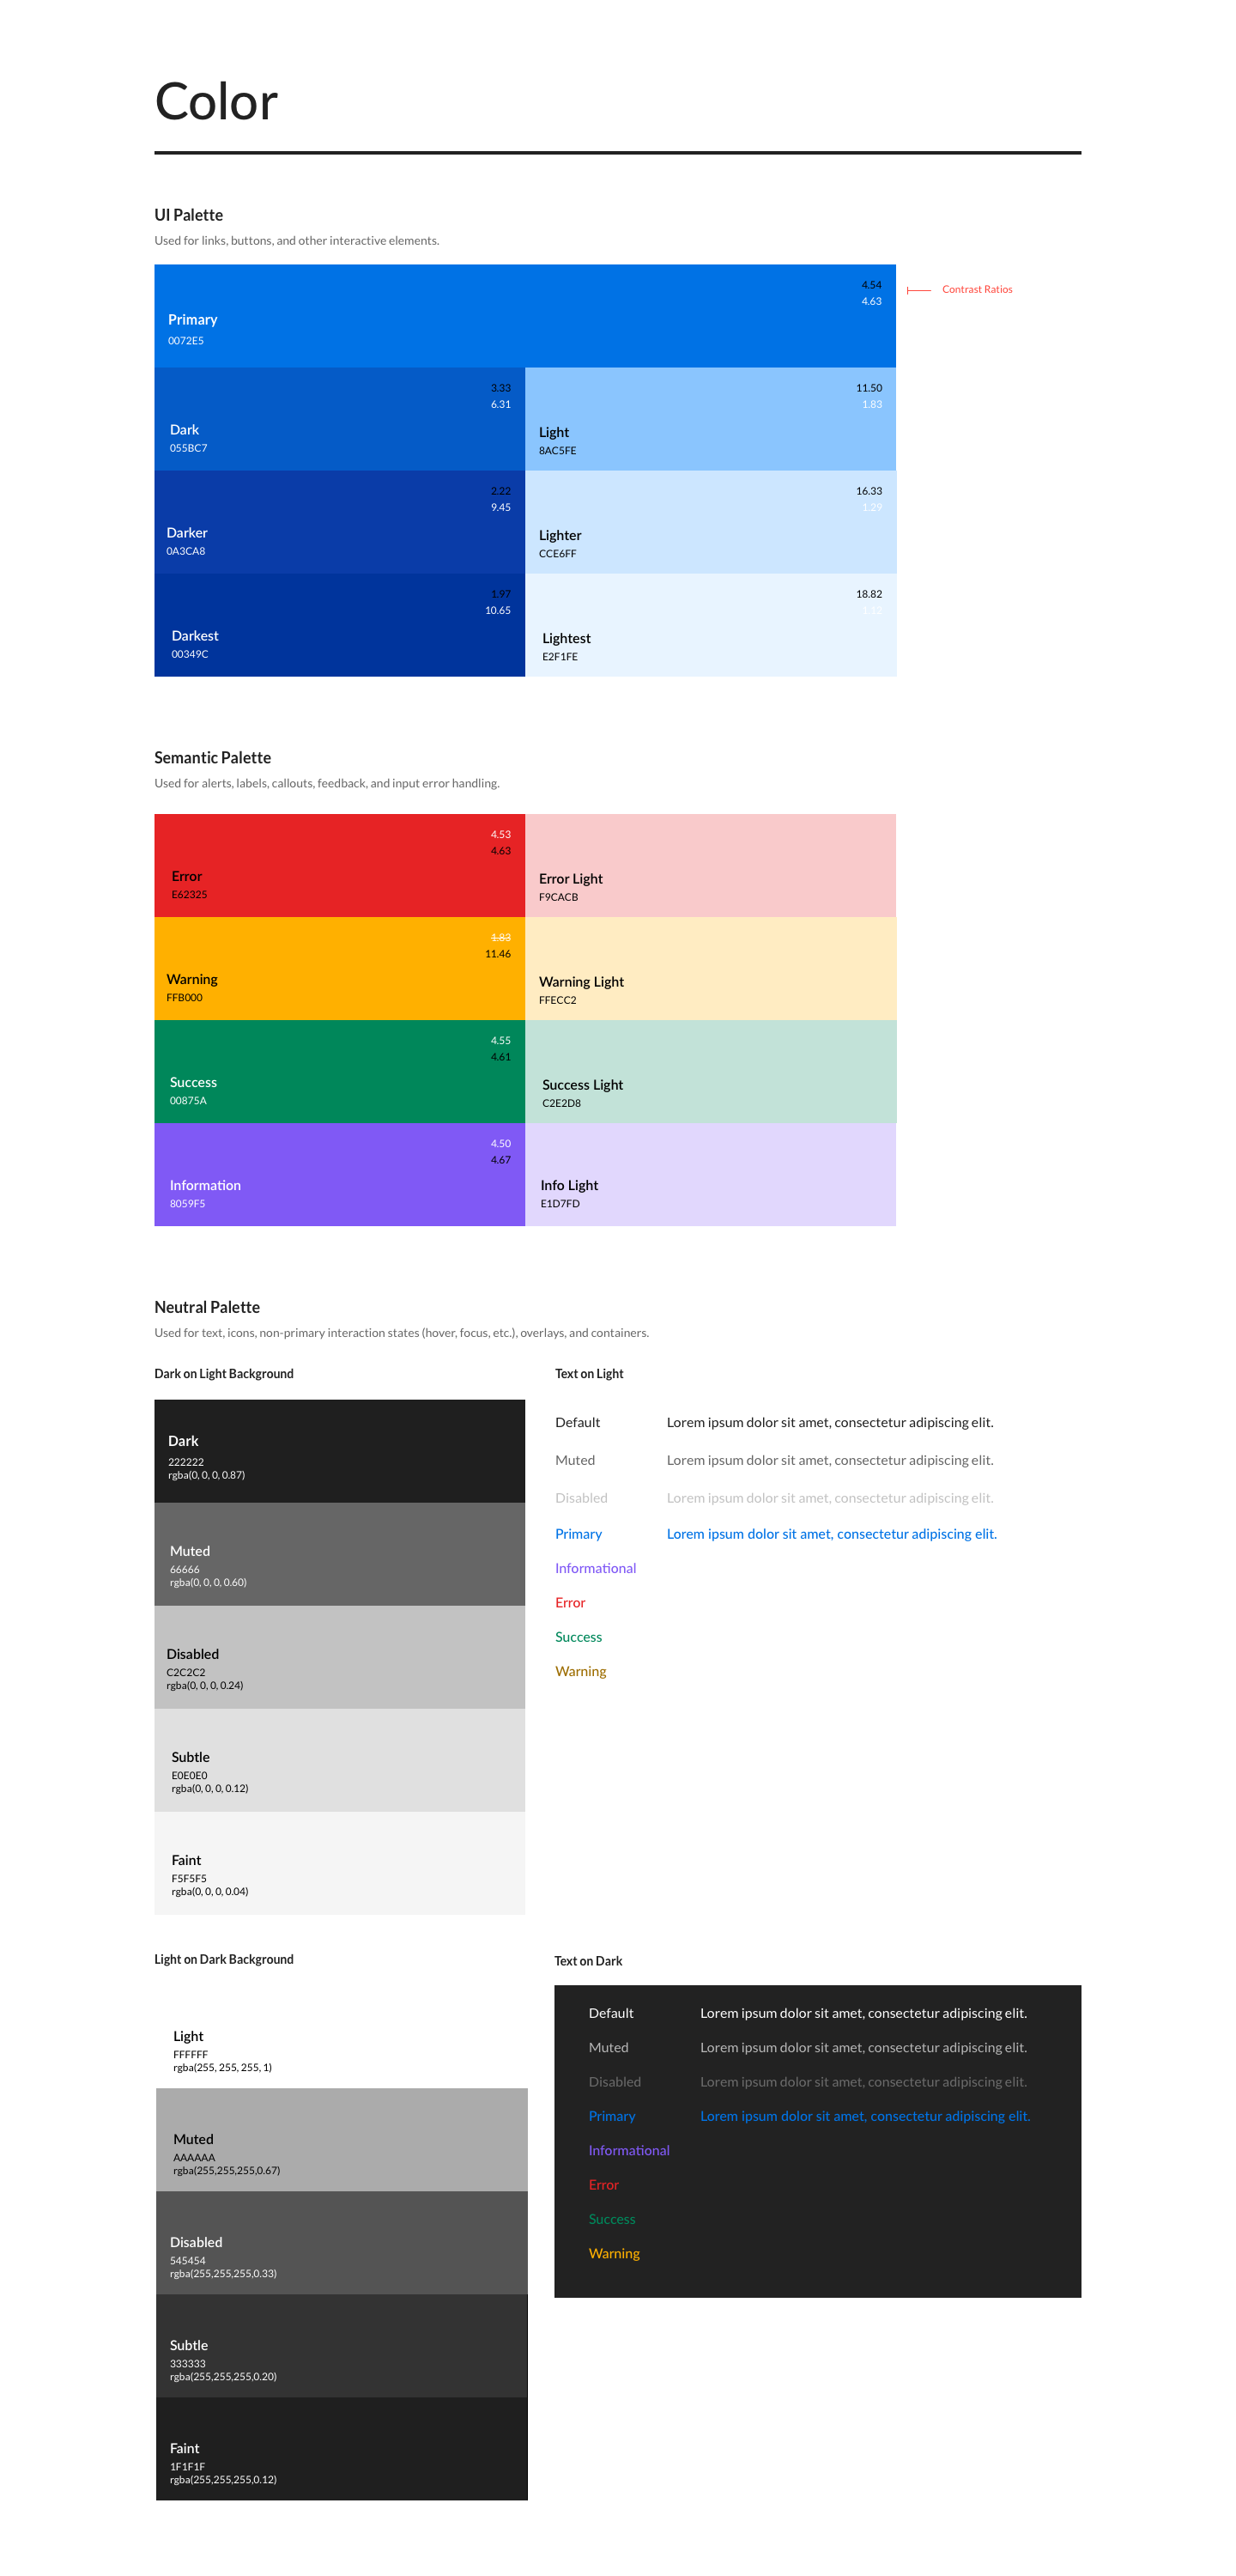 Color
UI Palette
Used for links, buttons, and other interactive elements.
4.54
4.63
Contrast Ratios
Primary
0072E5
3.33
6.31
Dark
055BC7
11.50
1.83
Light
8AC5FE
2.22
9.45
Darker
0A3CA8
16.33
1.29
Lighter
CCE6FF
1.97
10.65
Darkest
00349C
18.82
1.12
Lightest
E2F1FE
Semantic Palette
Used for alerts, labels, callouts, feedback, and input error handling.
4.53
4.63
Error
E62325
Error Light
F9CACB
1.83
11.46
Warning
FFB000
Warning Light
FFECC2
4.55
4.61
Success
00875A
Success Light
C2E2D8
4.50
4.67
Information
8059F5
Info Light
E1D7FD
Neutral Palette
Used for text, icons, non-primary interaction states (hover, focus, etc.), overlays, and containers.
Dark on Light Background
Dark
222222
rgba(0, 0, 0, 0.87)
Muted
66666
rgba(0, 0, 0, 0.60)
Disabled
C2C2C2
rgba(0, 0, 0, 0.24)
Subtle
E0E0E0
rgba(0, 0, 0, 0.12)
Faint
F5F5F5
rgba(0, 0, 0, 0.04)
Text on Light
Default Lorem ipsum dolor sit amet, consectetur adipiscing elit.
Muted Lorem ipsum dolor sit amet, consectetur adipiscing elit.
Disabled Lorem ipsum dolor sit amet, consectetur adipiscing elit.
Primary Lorem ipsum dolor sit amet, consectetur adipiscing elit.
Informational
Error
Success
Warning
Light on Dark Background
Light
FFFFFF
rgba(255, 255, 255, 1)
Muted
AAAAAA
rgba(255,255,255,0.67)
Disabled
545454
rgba(255,255,255,0.33)
Subtle
333333
rgba(255,255,255,0.20)
Faint
1F1F1F
rgba(255,255,255,0.12)
Text on Dark
Default Lorem ipsum dolor sit amet, consectetur adipiscing elit.
Muted Lorem ipsum dolor sit amet, consectetur adipiscing elit.
Disabled Lorem ipsum dolor sit amet, consectetur adipiscing elit.
Primary Lorem ipsum dolor sit amet, consectetur adipiscing elit.
Informational
Error
Success
Warning